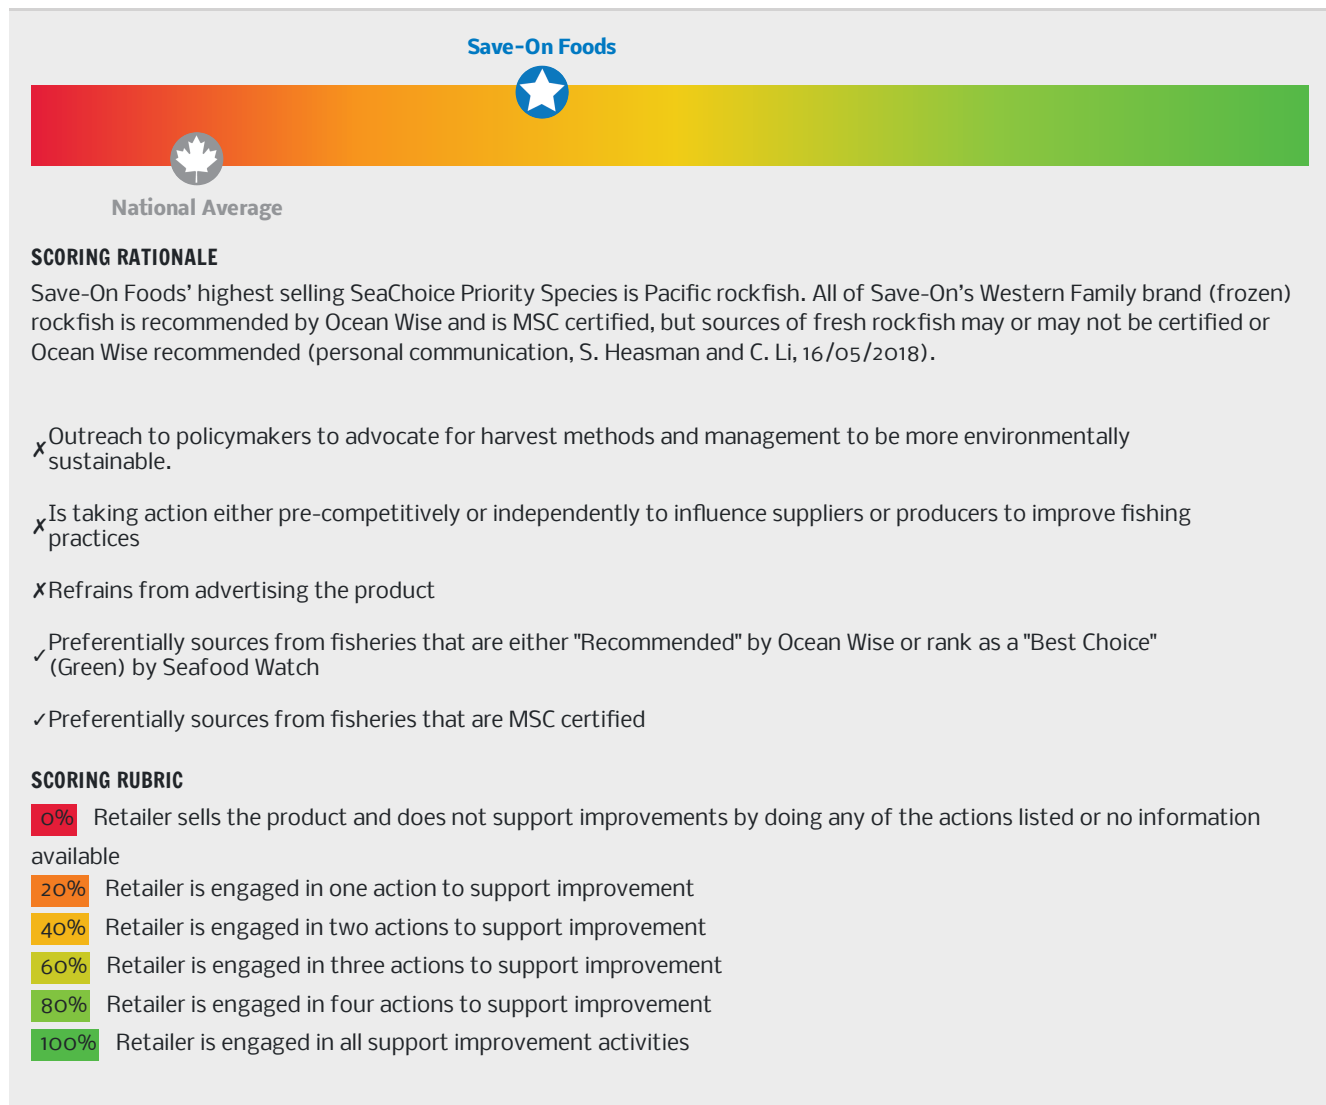 Save-On Foods
National Average
SCORING RATIONALE
Save-On Foods’ highest selling SeaChoice Priority Species is Pacific rockfish. All of Save-On’s Western Family brand (frozen)
rockfish is recommended by Ocean Wise and is MSC certified, but sources of fresh rockfish may or may not be certified or
Ocean Wise recommended (personal communication, S. Heasman and C. Li, 16/05/2018).
✗Outreach to policymakers to advocate for harvest methods and management to be more environmentally
sustainable.
✗Is taking action either pre-competitively or independently to influence suppliers or producers to improve fishing
practices
✗Refrains from advertising the product
✓Preferentially sources from fisheries that are either "Recommended" by Ocean Wise or rank as a "Best Choice"
(Green) by Seafood Watch
✓Preferentially sources from fisheries that are MSC certified
SCORING RUBRIC
0% Retailer sells the product and does not support improvements by doing any of the actions listed or no information
available
20% Retailer is engaged in one action to support improvement
40% Retailer is engaged in two actions to support improvement
60% Retailer is engaged in three actions to support improvement
80% Retailer is engaged in four actions to support improvement
100% Retailer is engaged in all support improvement activities